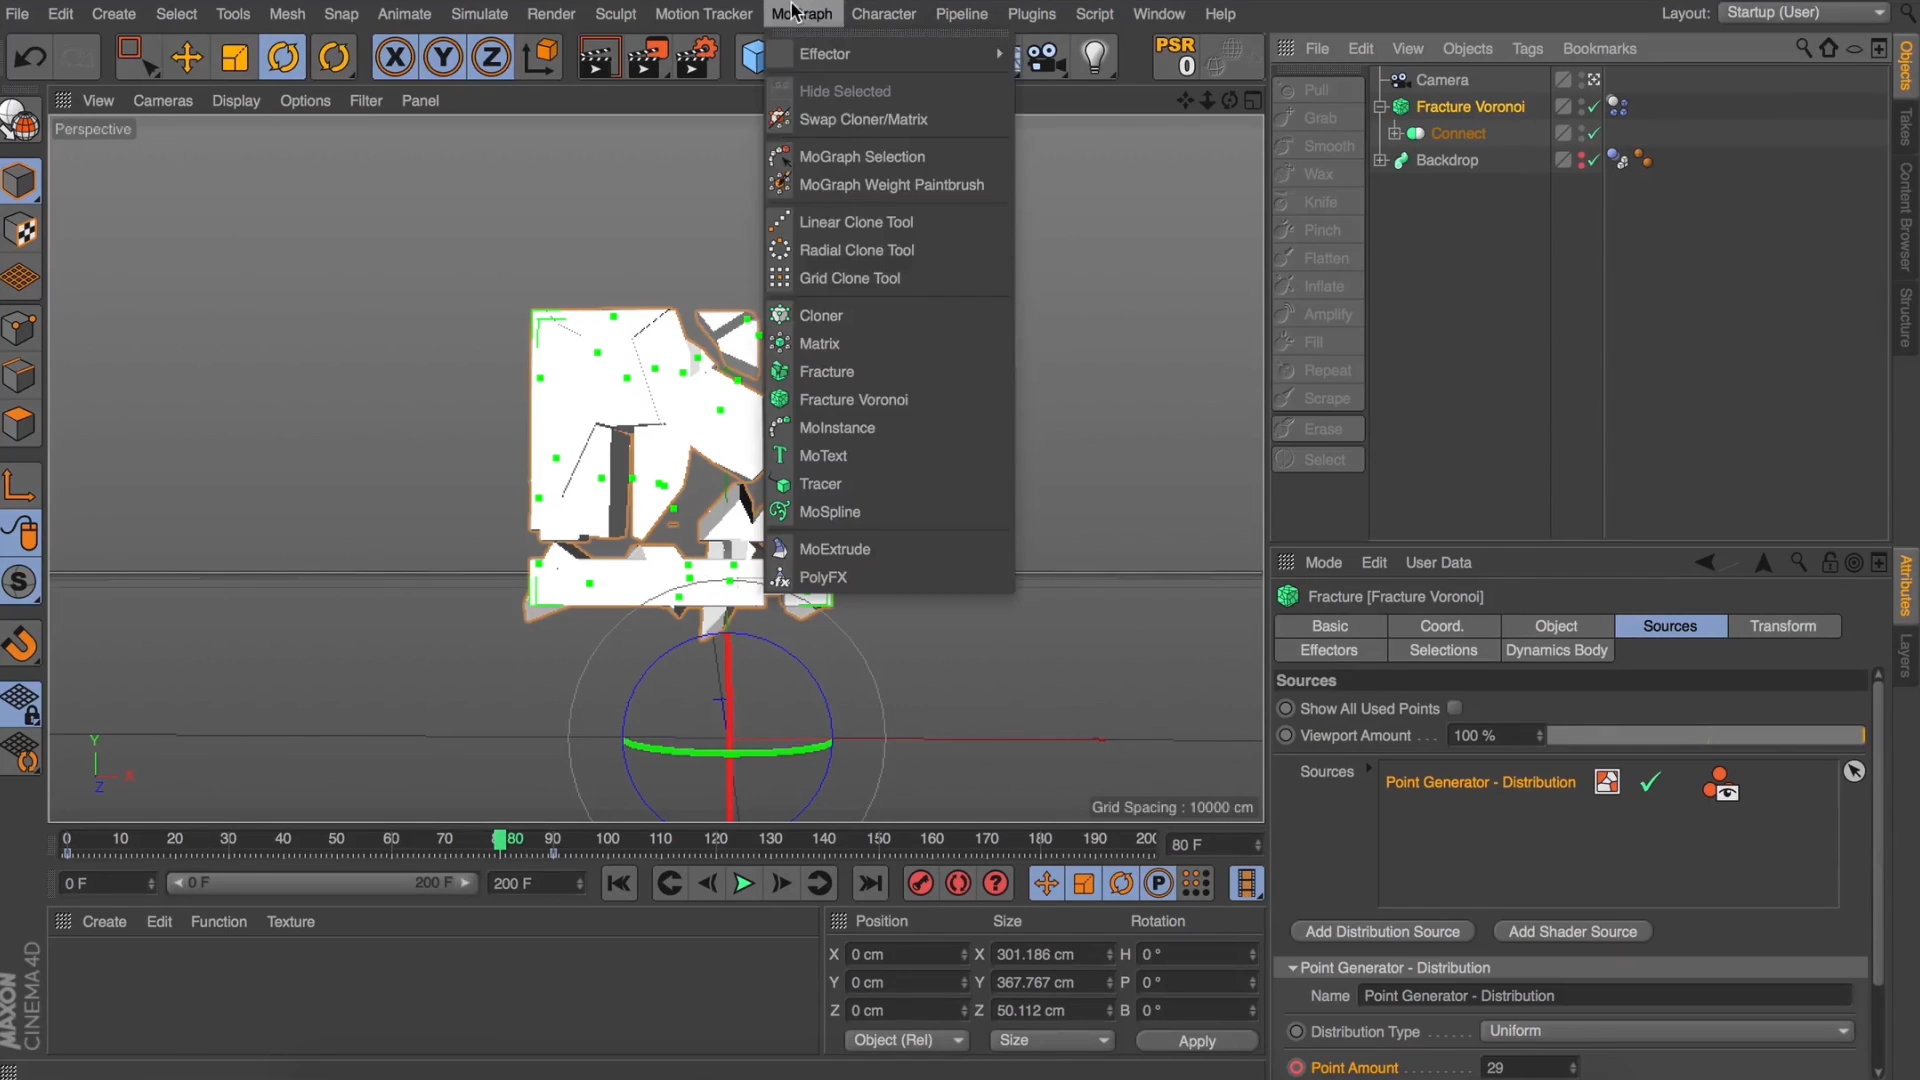 File Edit Create Select Tools Mesh Snap Animate Simulate Render Sculpt Motion Tracker MoGraph Character Pipeline Plugins Script Window Help Layout: Startup (User)
X Y Z PSR 0
File Edit View Objects Tags Bookmarks
View Cameras Display Options Filter Panel
Perspective
Effector
Hide Selected
Swap Cloner/Matrix
MoGraph Selection
MoGraph Weight Paintbrush
Linear Clone Tool
Radial Clone Tool
Grid Clone Tool
Cloner
Matrix
Fracture
Fracture Voronoi
MoInstance
MoText
Tracer
MoSpline
MoExtrude
PolyFX
Pull
Grab
Smooth
Wax
Knife
Pinch
Flatten
Inflate
Amplify
Fill
Repeat
Scrape
Erase
Select
Camera
Fracture Voronoi
Connect
Backdrop
Objects
Takes
Content Browser
Structure
Attributes
Layers
Mode Edit User Data
Fracture [Fracture Voronoi]
Basic Coord. Object Sources Transform
Effectors Selections Dynamics Body
Sources
Show All Used Points
Viewport Amount . . . 100 %
Sources Point Generator - Distribution
Add Distribution Source Add Shader Source
Point Generator - Distribution
Name Point Generator - Distribution
Distribution Type . . . . . . Uniform
Point Amount . . . . . . . . . 29
Y
X
Z
Grid Spacing : 10000 cm
0 10 20 30 40 50 60 70 80 90 100 110 120 130 140 150 160 170 180 190 200 80 F
0 F 0 F 200 F 200 F
Create Edit Function Texture
Position Size Rotation
X 0 cm X 301.186 cm H 0 °
Y 0 cm Y 367.767 cm P 0 °
Z 0 cm Z 50.112 cm B 0 °
Object (Rel) Size Apply
MAXON
CINEMA 4D